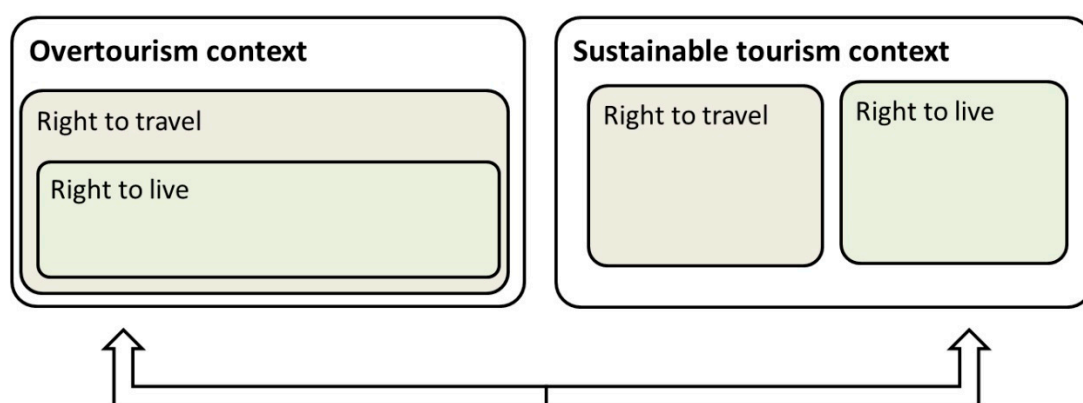 Overtourism context
Right to travel
Right to live
Sustainable tourism context
Right to travel
Right to live